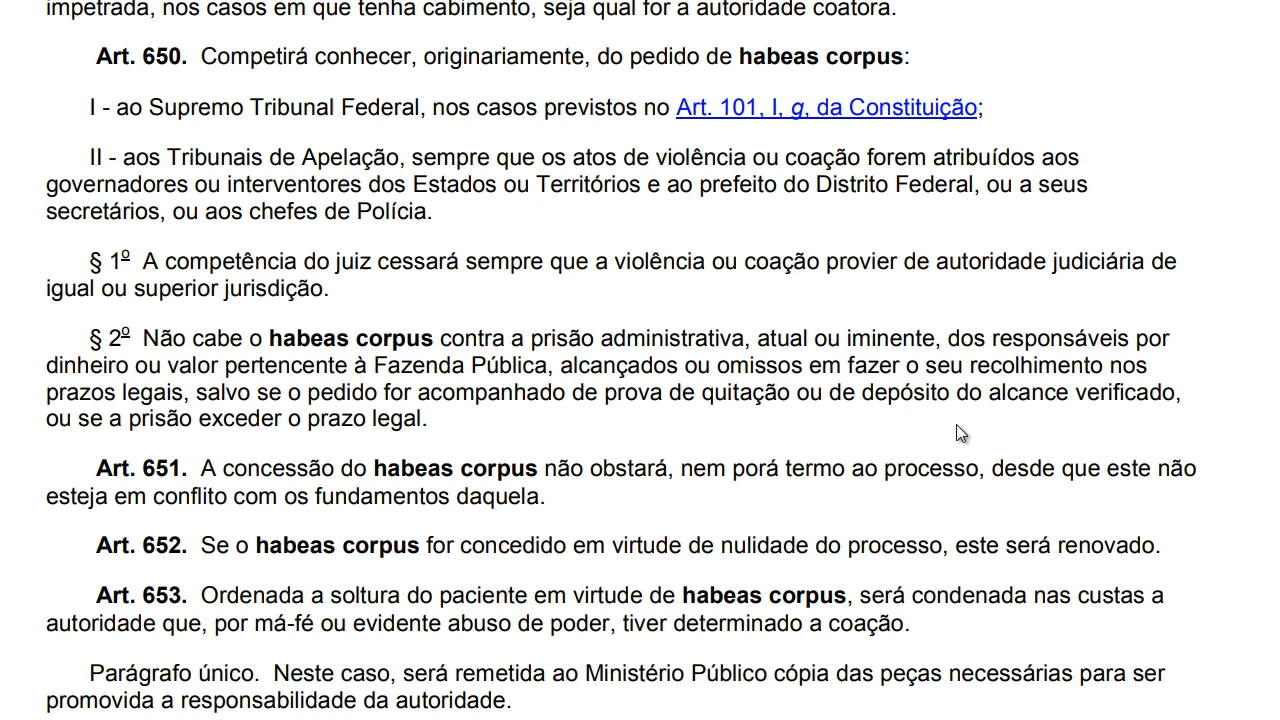 impetrada, nos casos em que tenha cabimento, seja qual for a autoridade coatora.
Art. 650. Competirá conhecer, originariamente, do pedido de habeas corpus:
I - ao Supremo Tribunal Federal, nos casos previstos no Art. 101, I, g, da Constituição;
II - aos Tribunais de Apelação, sempre que os atos de violência ou coação forem atribuídos aos
governadores ou interventores dos Estados ou Territórios e ao prefeito do Distrito Federal, ou a seus
secretários, ou aos chefes de Polícia.
§ 1º A competência do juiz cessará sempre que a violência ou coação provier de autoridade judiciária de
igual ou superior jurisdição.
§ 2º Não cabe o habeas corpus contra a prisão administrativa, atual ou iminente, dos responsáveis por
dinheiro ou valor pertencente à Fazenda Pública, alcançados ou omissos em fazer o seu recolhimento nos
prazos legais, salvo se o pedido for acompanhado de prova de quitação ou de depósito do alcance verificado,
ou se a prisão exceder o prazo legal.
Art. 651. A concessão do habeas corpus não obstará, nem porá termo ao processo, desde que este não
esteja em conflito com os fundamentos daquela.
Art. 652. Se o habeas corpus for concedido em virtude de nulidade do processo, este será renovado.
Art. 653. Ordenada a soltura do paciente em virtude de habeas corpus, será condenada nas custas a
autoridade que, por má-fé ou evidente abuso de poder, tiver determinado a coação.
Parágrafo único. Neste caso, será remetida ao Ministério Público cópia das peças necessárias para ser
promovida a responsabilidade da autoridade.